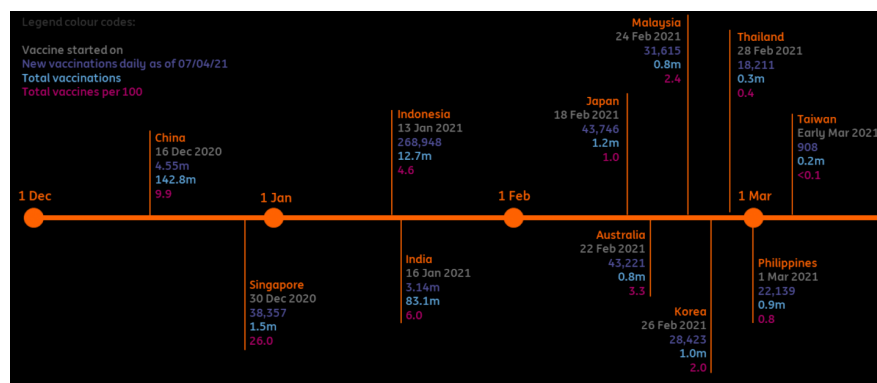 Legend colour codes:
Vaccine started on
New vaccinations daily as of 07/04/21
Total vaccinations
Total vaccines per 100
Malaysia
24 Feb 2021
31,615
0.8m
2.4
Thailand
28 Feb 2021
18,211
0.3m
0.4
Japan
18 Feb 2021
43,746
1.2m
1.0
Indonesia
13 Jan 2021
268,948
12.7m
4.6
Taiwan
Early Mar 2021
908
0.2m
<0.1
China
16 Dec 2020
4.55m
142.8m
9.9
1 Dec
1 Jan
1 Feb
1 Mar
Australia
22 Feb 2021
43,221
0.8m
3.3
India
16 Jan 2021
3.14m
83.1m
6.0
Philippines
1 Mar 2021
22,139
0.9m
0.8
Singapore
30 Dec 2020
38,357
1.5m
26.0
Korea
26 Feb 2021
28,423
1.0m
2.0